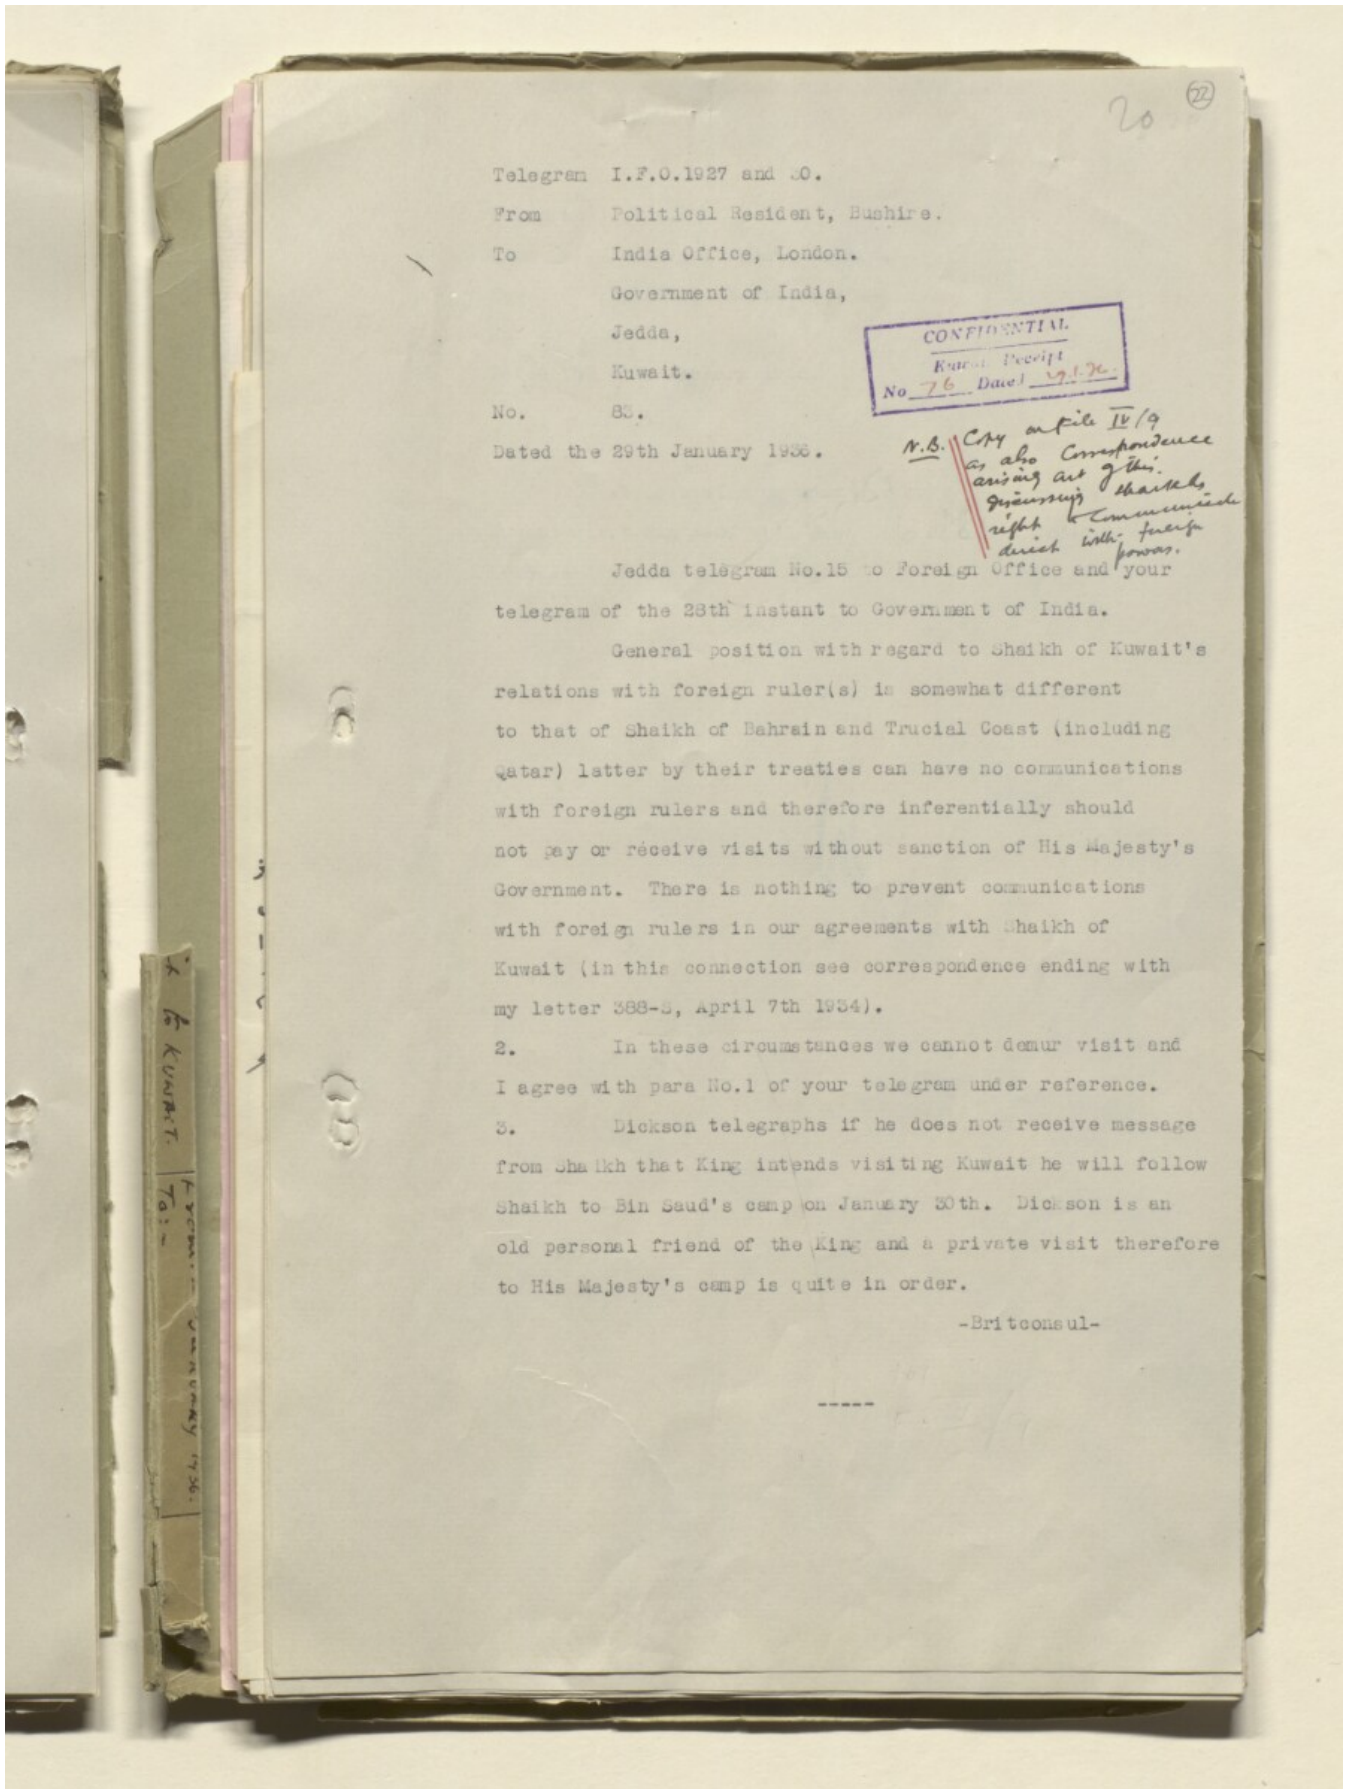 20
22
Telegram I.F.O.1927 and 30.
From Political Resident, Bushire.
To India Office, London.
Government of India,
Jedda,
Kuwait.
No. 83.
Dated the 29th January 1936.
CONFIDENTIAL
Kuwait Receipt
No 76 Dated
N.B. Copy on File IV/9
as also Correspondence
arising out of this.
discussing Shaikhs
right to Communicate
direct with foreign
powers.
Jedda telegram No.15 to Foreign Office and your
telegram of the 28th instant to Government of India.
General position with regard to Shaikh of Kuwait's
relations with foreign ruler(s) is somewhat different
to that of Shaikh of Bahrain and Trucial Coast (including
Qatar) latter by their treaties can have no communications
with foreign rulers and therefore inferentially should
not pay or receive visits without sanction of His Majesty's
Government. There is nothing to prevent communications
with foreign rulers in our agreements with Shaikh of
Kuwait (in this connection see correspondence ending with
my letter 388-S, April 7th 1934).
2. In these circumstances we cannot demur visit and
I agree with para No.1 of your telegram under reference.
3. Dickson telegraphs if he does not receive message
from Shaikh that King intends visiting Kuwait he will follow
Shaikh to Bin Saud's camp on January 30th. Dickson is an
old personal friend of the King and a private visit therefore
to His Majesty's camp is quite in order.
-Britconsul-
-----
to KUWAIT.
From:- January 1936.
To:-